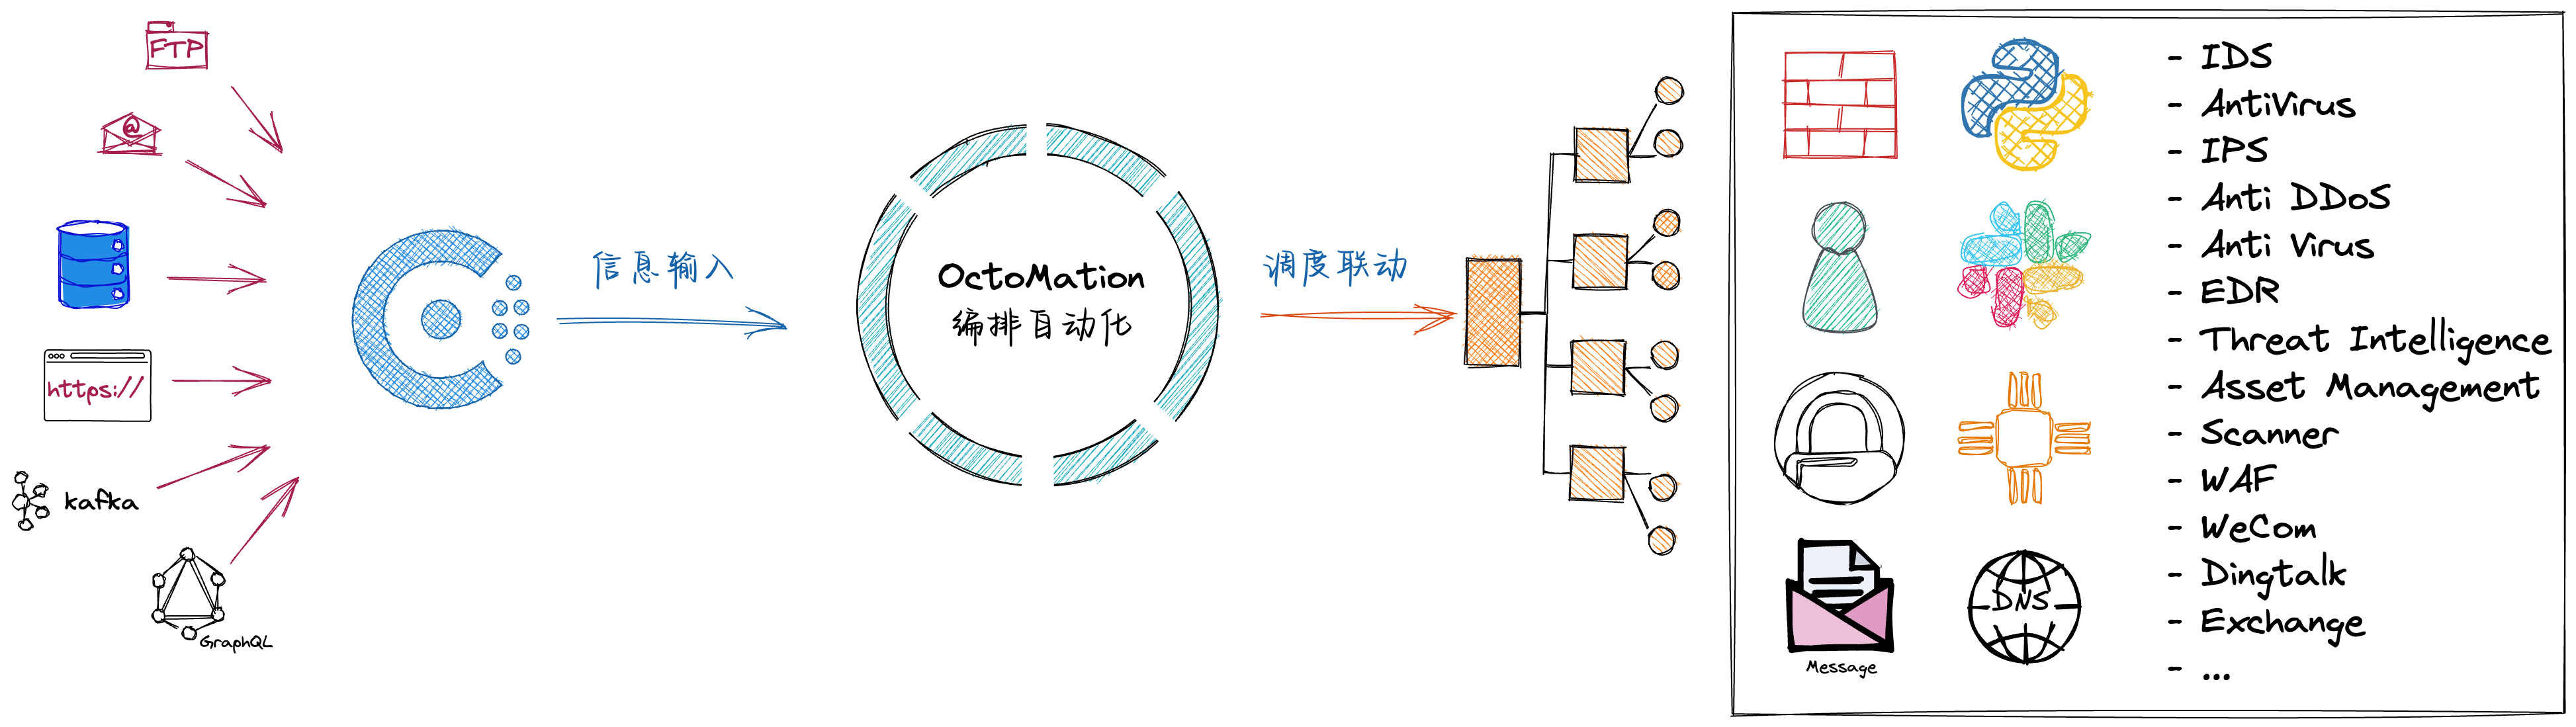 FTP
@
https://
kafka
GraphQL
信息输入
OctoMation
编排自动化
调度联动
Message
DNS
- IDS
- AntiVirus
- IPS
- Anti DDoS
- Anti Virus
- EDR
- Threat Intelligence
- Asset Management
- Scanner
- WAF
- WeCom
- Dingtalk
- Exchange
- ...